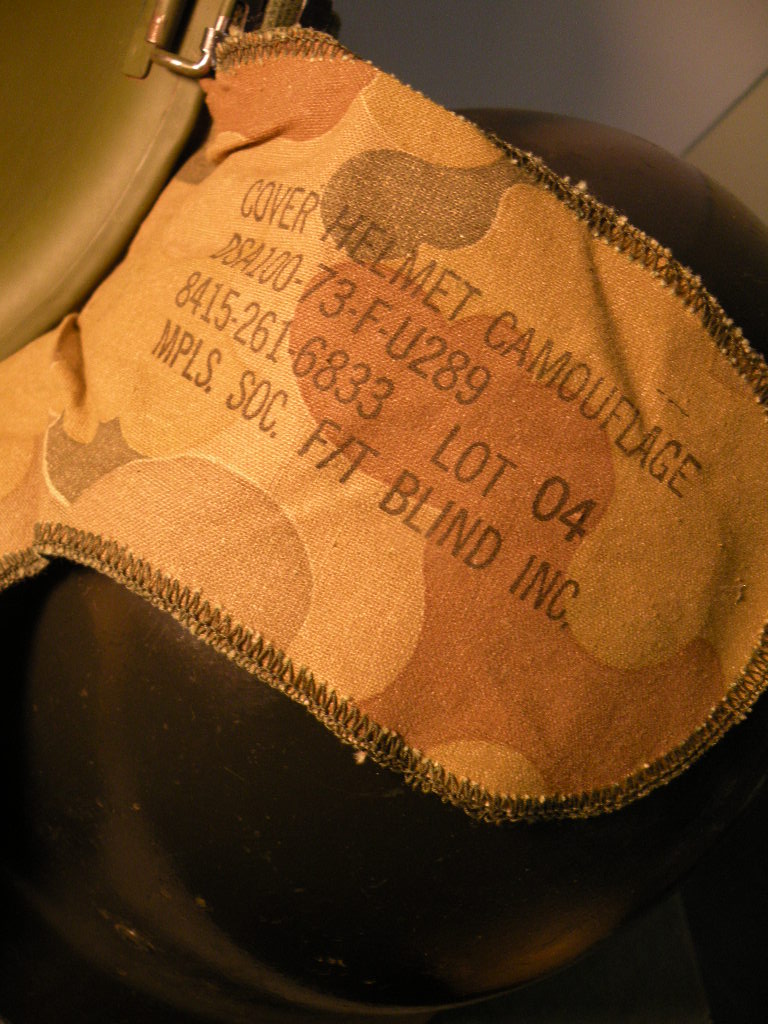 COVER HELMET CAMOUFLAGE
DSA100-73-F-U289
8415-261-6833 LOT 04
MPLS. SOC. F/T BLIND INC.